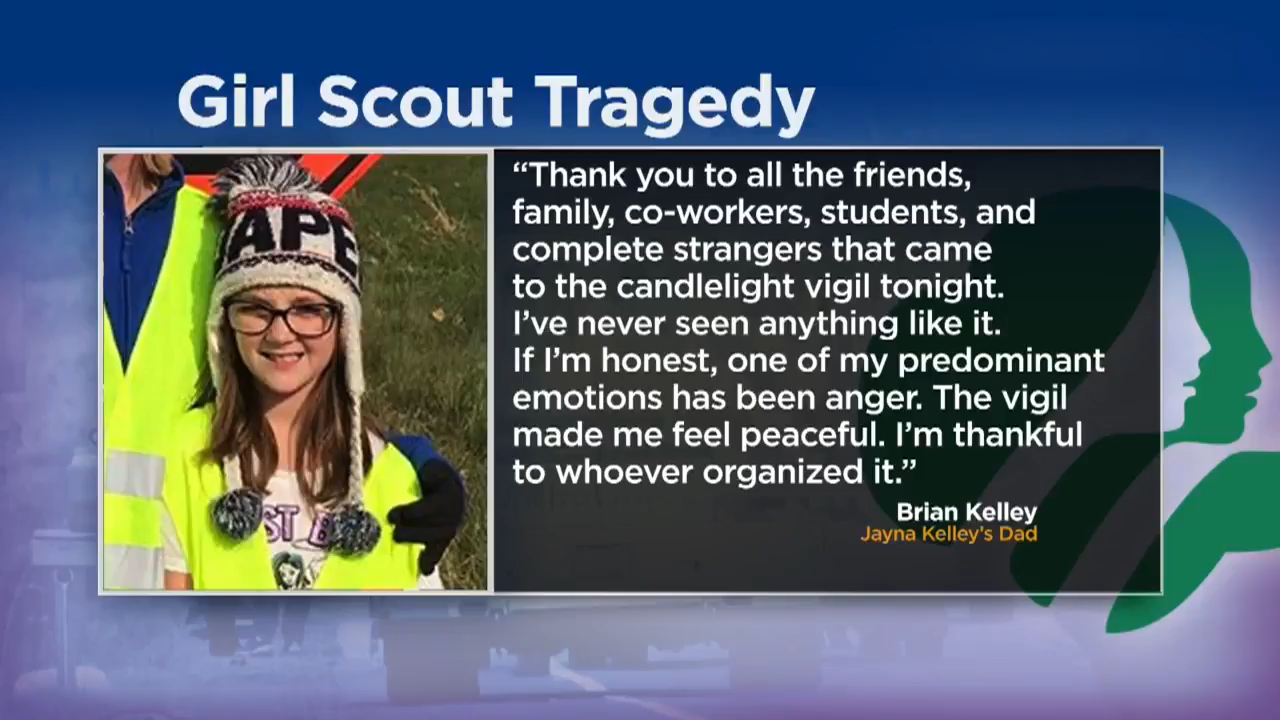 Girl Scout Tragedy
APE
ST B
“Thank you to all the friends,
family, co-workers, students, and
complete strangers that came
to the candlelight vigil tonight.
I’ve never seen anything like it.
If I’m honest, one of my predominant
emotions has been anger. The vigil
made me feel peaceful. I’m thankful
to whoever organized it.”
Brian Kelley
Jayna Kelley’s Dad